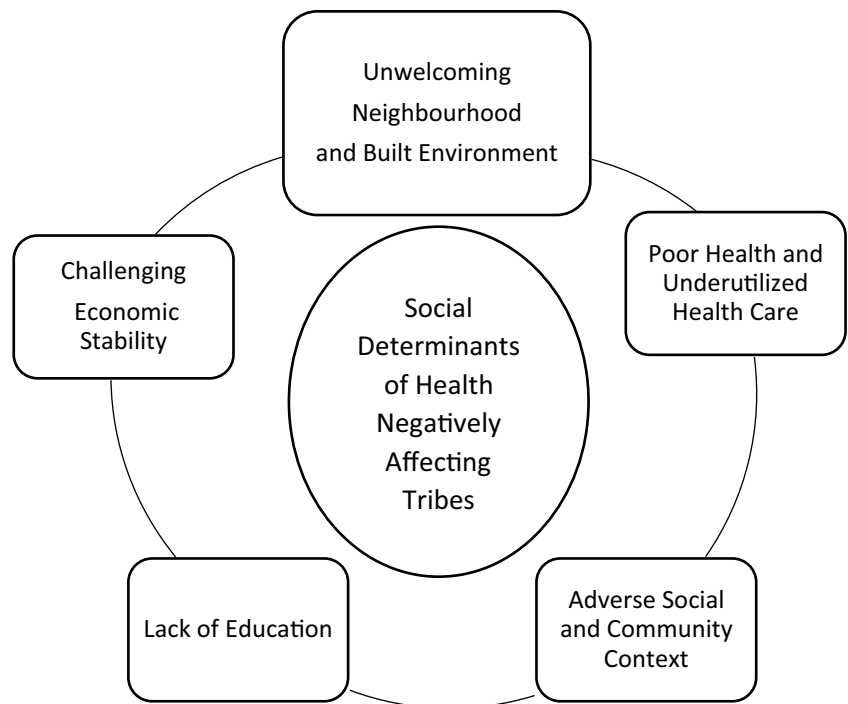 Unwelcoming
Neighbourhood
and Built Environment
Poor Health and
Underutilized
Health Care
Adverse Social
and Community
Context
Lack of Education
Challenging
Economic
Stability
Social
Determinants
of Health
Negatively
Affecting
Tribes